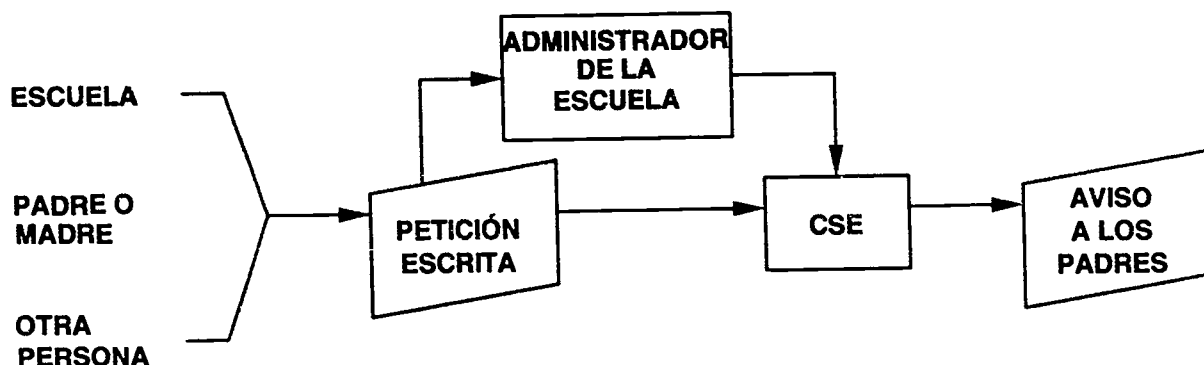 ESCUELA
PADRE O
MADRE
OTRA
PERSONA
PETICIÓN
ESCRITA
ADMINISTRADOR
DE LA
ESCUELA
CSE
AVISO
A LOS
PADRES